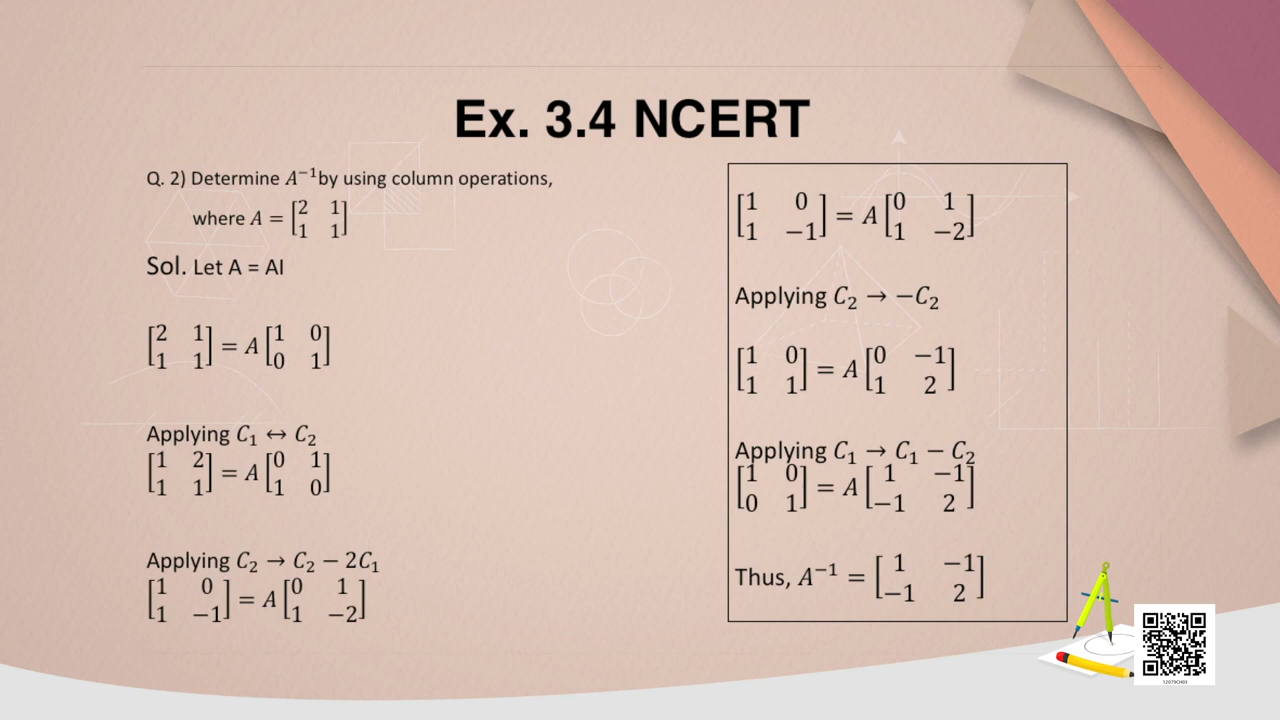 Ex. 3.4 NCERT
Q. 2) Determine A⁻¹by using column operations,
where A = [2 1; 1 1]
Sol. Let A = AI
[2 1; 1 1] = A [1 0; 0 1]
Applying C₁ ↔ C₂
[1 2; 1 1] = A [0 1; 1 0]
Applying C₂ → C₂ − 2C₁
[1 0; 1 −1] = A [0 1; 1 −2]
[1 0; 1 −1] = A [0 1; 1 −2]
Applying C₂ → −C₂
[1 0; 1 1] = A [0 −1; 1 2]
Applying C₁ → C₁ − C₂
[1 0; 0 1] = A [1 −1; −1 2]
Thus, A⁻¹ = [1 −1; −1 2]